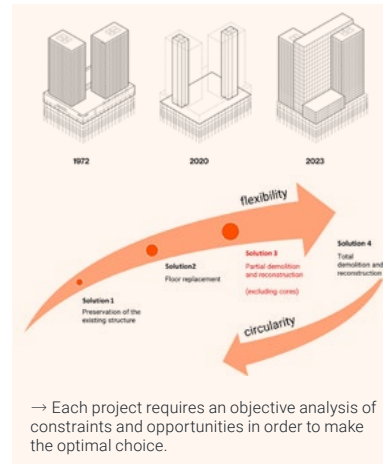 1972
2020
2023
flexibility
Solution 1
Preservation of the
existing structure
Solution2
Floor replacement
Solution 3
Partial demolition
and reconstruction
(excluding cores)
Solution 4
Total
demolition and
reconstruction
circularity
→ Each project requires an objective analysis of
constraints and opportunities in order to make
the optimal choice.